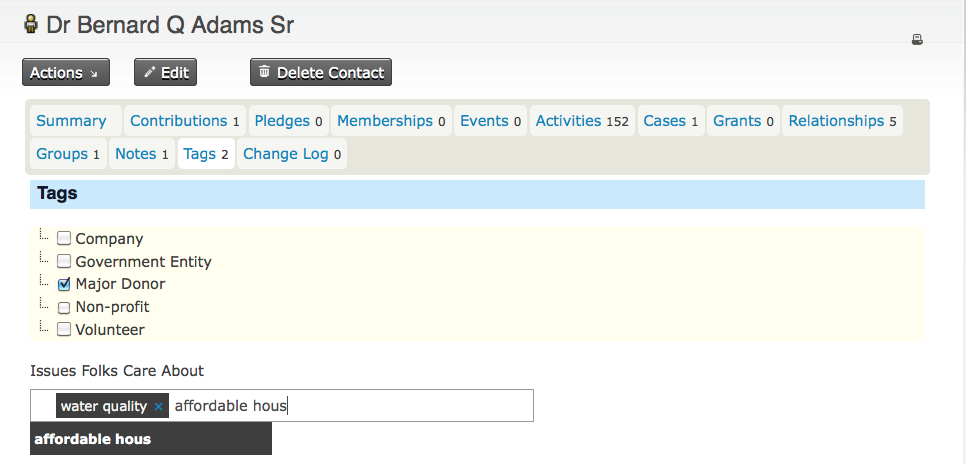 Dr Bernard Q Adams Sr
Actions Edit Delete Contact
Summary Contributions 1 Pledges 0 Memberships 0 Events 0 Activities 152 Cases 1 Grants 0 Relationships 5
Groups 1 Notes 1 Tags 2 Change Log 0
Tags
Company
Government Entity
Major Donor
Non-profit
Volunteer
Issues Folks Care About
water quality × affordable hous
affordable hous